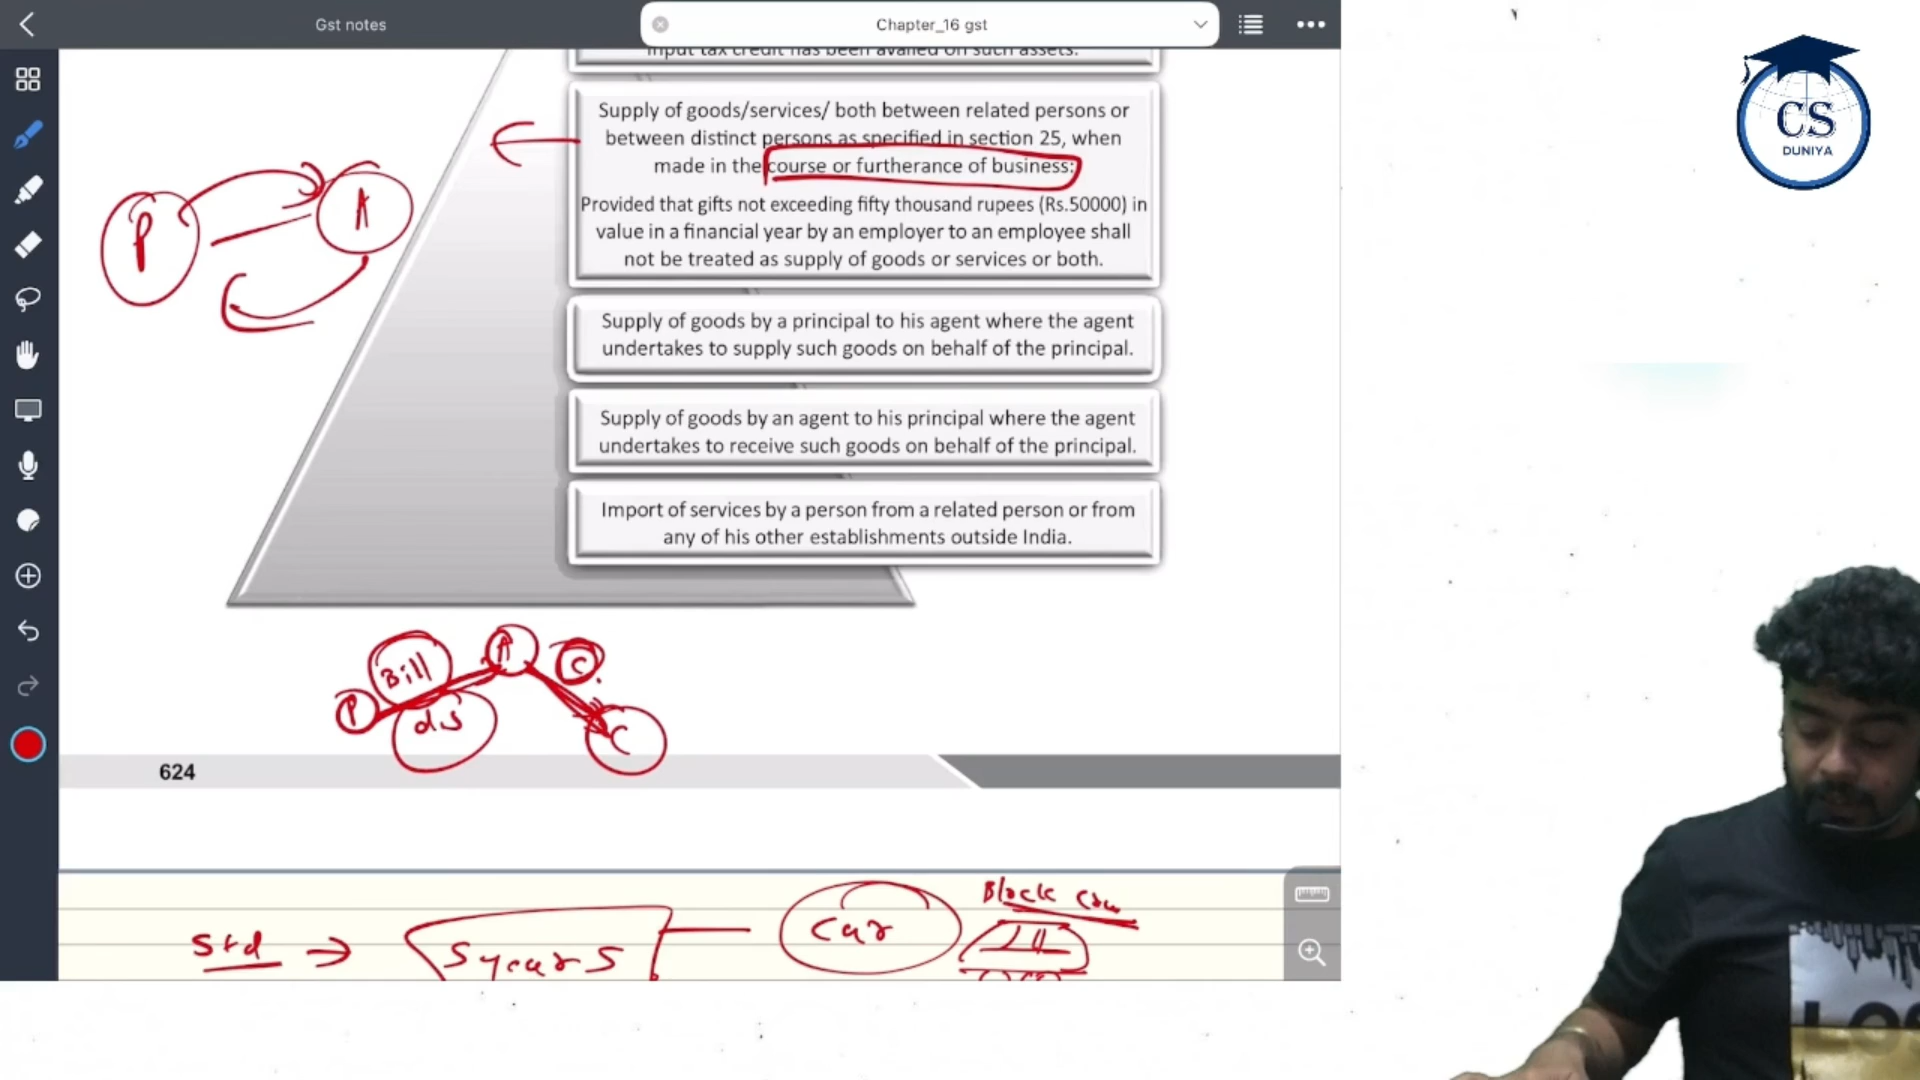 Gst notes
Chapter_16 gst
input tax credit has been availed on such assets.
Supply of goods/services/ both between related persons or
between distinct persons as specified in section 25, when
made in the course or furtherance of business:
Provided that gifts not exceeding fifty thousand rupees (Rs.50000) in
value in a financial year by an employer to an employee shall
not be treated as supply of goods or services or both.
P
A
Supply of goods by a principal to his agent where the agent
undertakes to supply such goods on behalf of the principal.
Supply of goods by an agent to his principal where the agent
undertakes to receive such goods on behalf of the principal.
Import of services by a person from a related person or from
any of his other establishments outside India.
Bill
A
C
P
ds
C
624
Block
Car
Std → 5 years
CS
DUNIYA